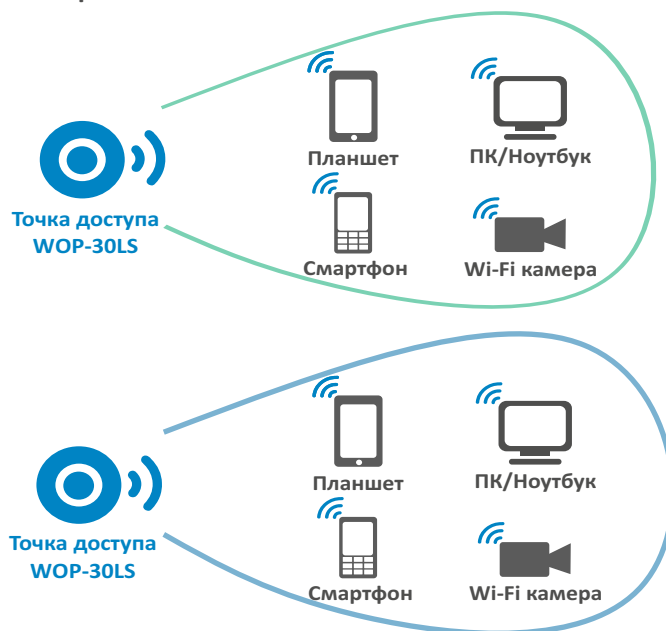 Планшет
ПК/Ноутбук
Точка доступа
WOP-30LS
Смартфон
Wi-Fi камера
Планшет
ПК/Ноутбук
Точка доступа
WOP-30LS
Смартфон
Wi-Fi камера